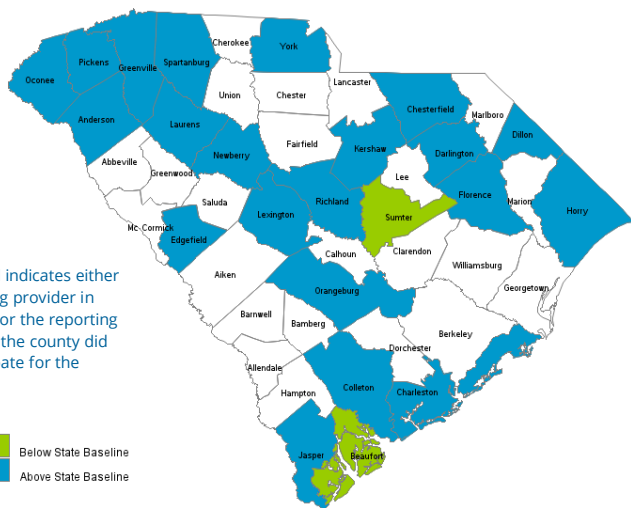 Cherokee
York
Spartanburg
Greenville
Pickens
Oconee
Lancaster
Union
Chester
Chesterfield
Marlboro
Anderson
Laurens
Dillon
Fairfield
Kershaw
Darlington
Newberry
Abbeville
Greenwood
Lee
Saluda
Richland
Florence
Marion
Lexington
Sumter
Horry
Mc Cormick
Edgefield
Calhoun
Clarendon
Williamsburg
Aiken
Georgetown
Orangeburg
Barnwell
Bamberg
Berkeley
Dorchester
Allendale
Hampton
Colleton
Charleston
Jasper
Beaufort
indicates either
g provider in
or the reporting
the county did
ate for the
Below State Baseline
Above State Baseline